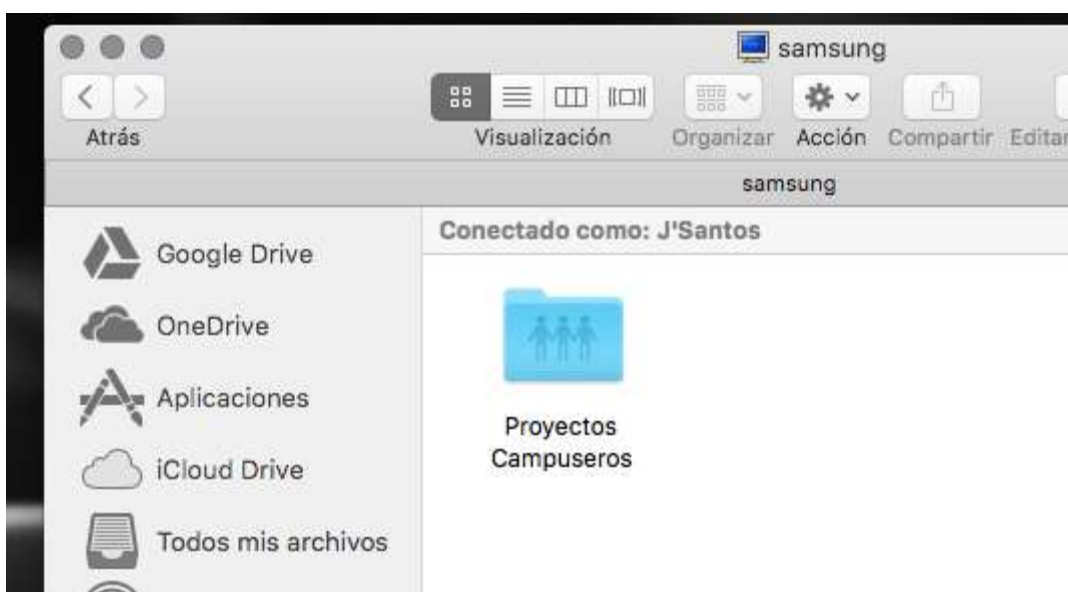 samsung
Atrás
Visualización
Organizar
Acción
Compartir
Editar
samsung
Conectado como: J'Santos
Google Drive
OneDrive
Aplicaciones
iCloud Drive
Todos mis archivos
Proyectos
Campuseros